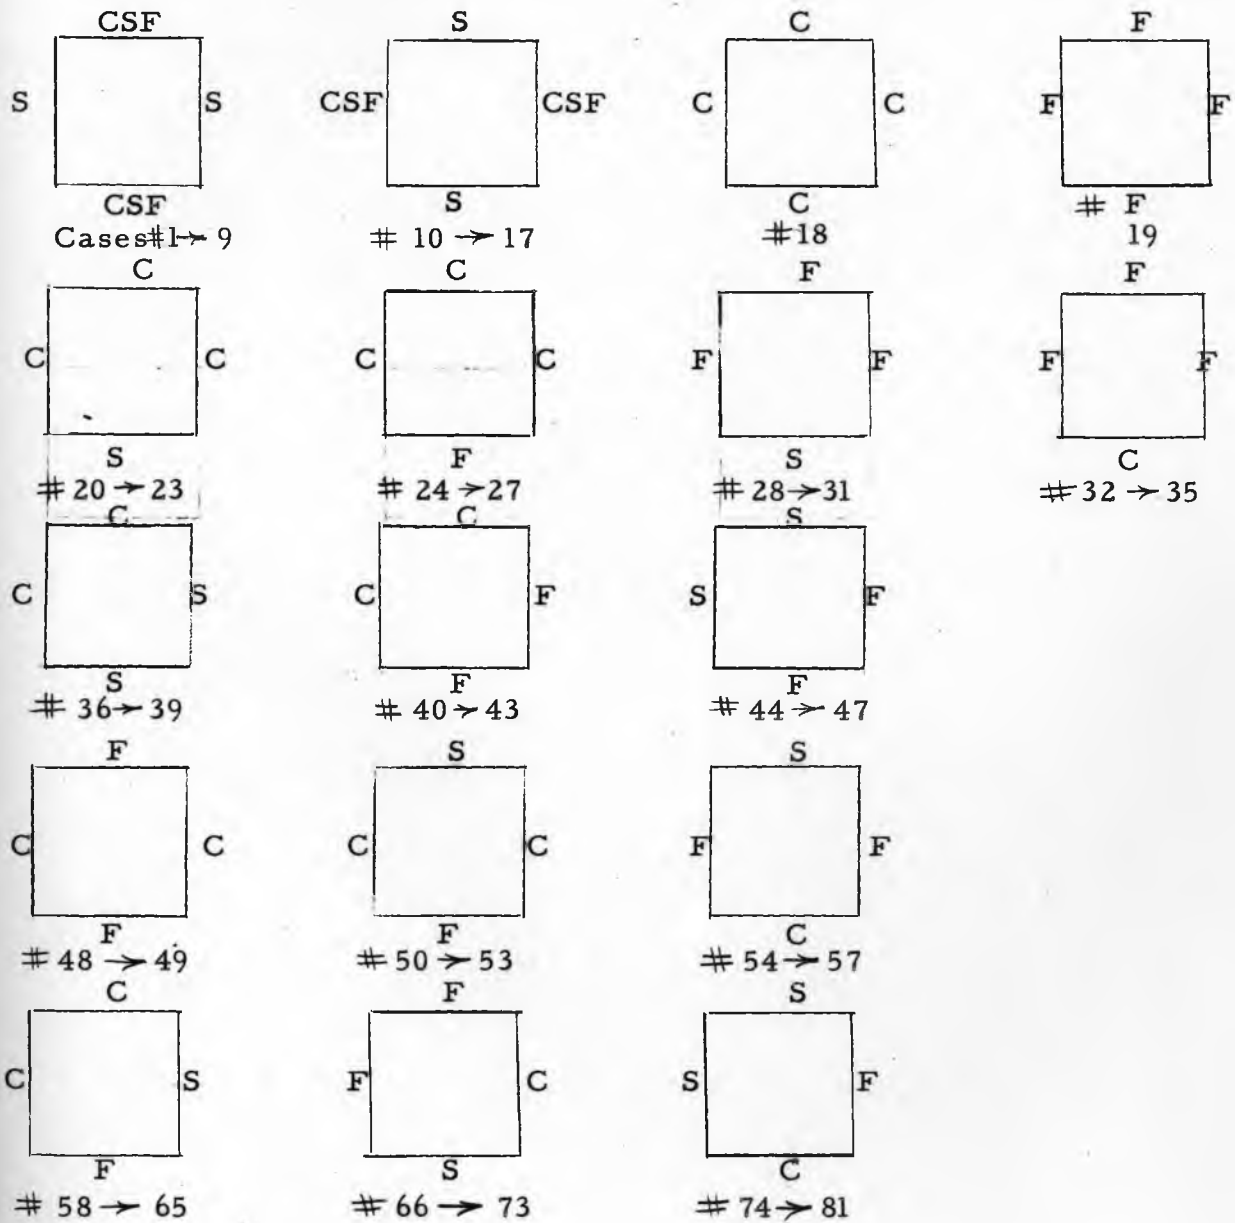 CSF S C F
S S CSF CSF C C F F
CSF S C # F
Cases#1→9 # 10→17 #18 19
C C F F
C C C C F F F F
S F S C
# 20→23 # 24→27 # 28→31 # 32→35
C C S
C S C F S F
S F F
# 36→39 # 40→43 # 44→47
F S S
C C C C F F
F F C
# 48→49 # 50→53 # 54→57
C F S
C S F C S F
F S C
# 58→65 # 66→73 # 74→81